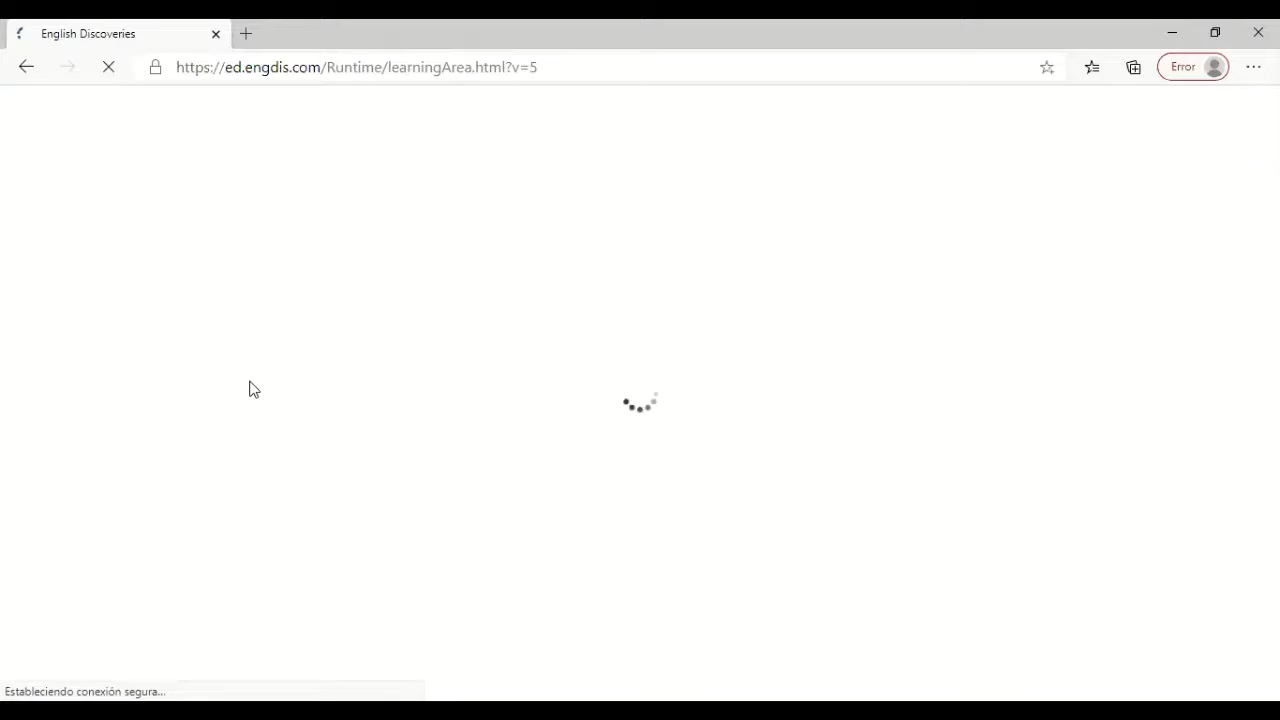 English Discoveries
https://ed.engdis.com/Runtime/learningArea.html?v=5
Error
Estableciendo conexión segura...